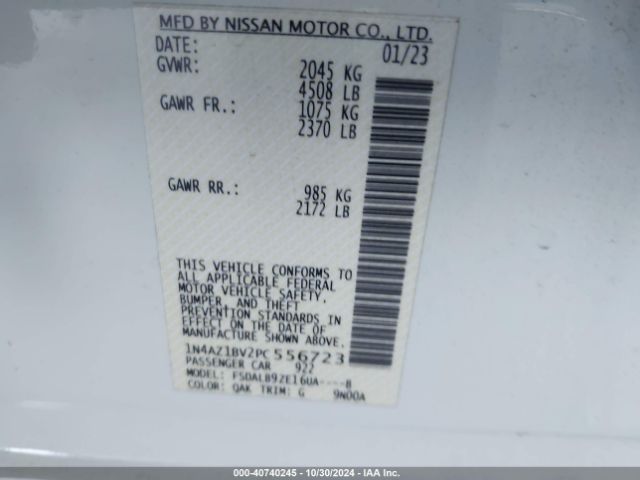 MFD BY NISSAN MOTOR CO., LTD.
DATE: 01/23
GVWR: 2045 KG
4508 LB
GAWR FR.: 1075 KG
2370 LB
GAWR RR.: 985 KG
2172 LB
THIS VEHICLE CONFORMS TO
ALL APPLICABLE FEDERAL
MOTOR VEHICLE SAFETY,
BUMPER, AND THEFT
PREVENTION STANDARDS IN
EFFECT ON THE DATE OF
MANUFACTURE SHOWN ABOVE.
1N4AZ1BV2PC556723
PASSENGER CAR 922
MODEL: FSDALB9ZE16UA----8
COLOR: QAK TRIM: G 9N00A
000-40740245 - 10/30/2024 - IAA Inc.